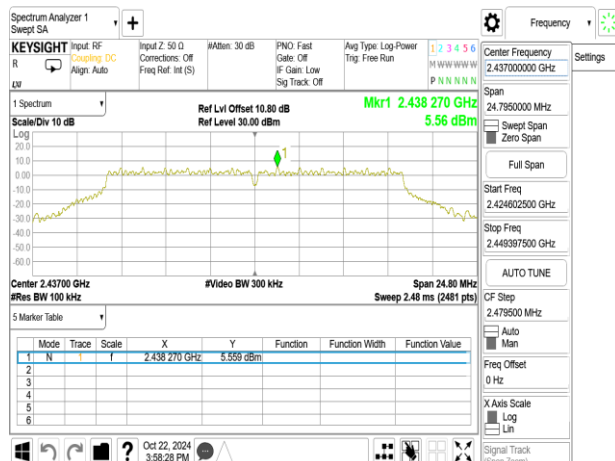 Spectrum Analyzer 1
Swept SA
Frequency
Settings
KEYSIGHT
R
LXI
Input: RF
Coupling: DC
Align: Auto
Input Z: 50 Ω
Corrections: Off
Freq Ref: Int (S)
#Atten: 30 dB
PNO: Fast
Gate: Off
IF Gain: Low
Sig Track: Off
Avg Type: Log-Power
Trig: Free Run
1 2 3 4 5 6
M W W W W W
P N N N N N
1 Spectrum
Scale/Div 10 dB
Ref Lvl Offset 10.80 dB
Ref Level 30.00 dBm
Mkr1 2.438 270 GHz
5.56 dBm
Log
20.0
10.0
0.00
-10.0
-20.0
-30.0
-40.0
-50.0
-60.0
1
Center 2.43700 GHz
#Res BW 100 kHz
#Video BW 300 kHz
Span 24.80 MHz
Sweep 2.48 ms (2481 pts)
5 Marker Table
Mode Trace Scale X Y Function Function Width Function Value
1 N 1 f 2.438 270 GHz 5.559 dBm
2
3
4
5
6
Center Frequency
2.437000000 GHz
Span
24.7950000 MHz
Swept Span
Zero Span
Full Span
Start Freq
2.424602500 GHz
Stop Freq
2.449397500 GHz
AUTO TUNE
CF Step
2.479500 MHz
Auto
Man
Freq Offset
0 Hz
X Axis Scale
Log
Lin
Signal Track
(Span Zoom)
?
Oct 22, 2024
3:58:28 PM